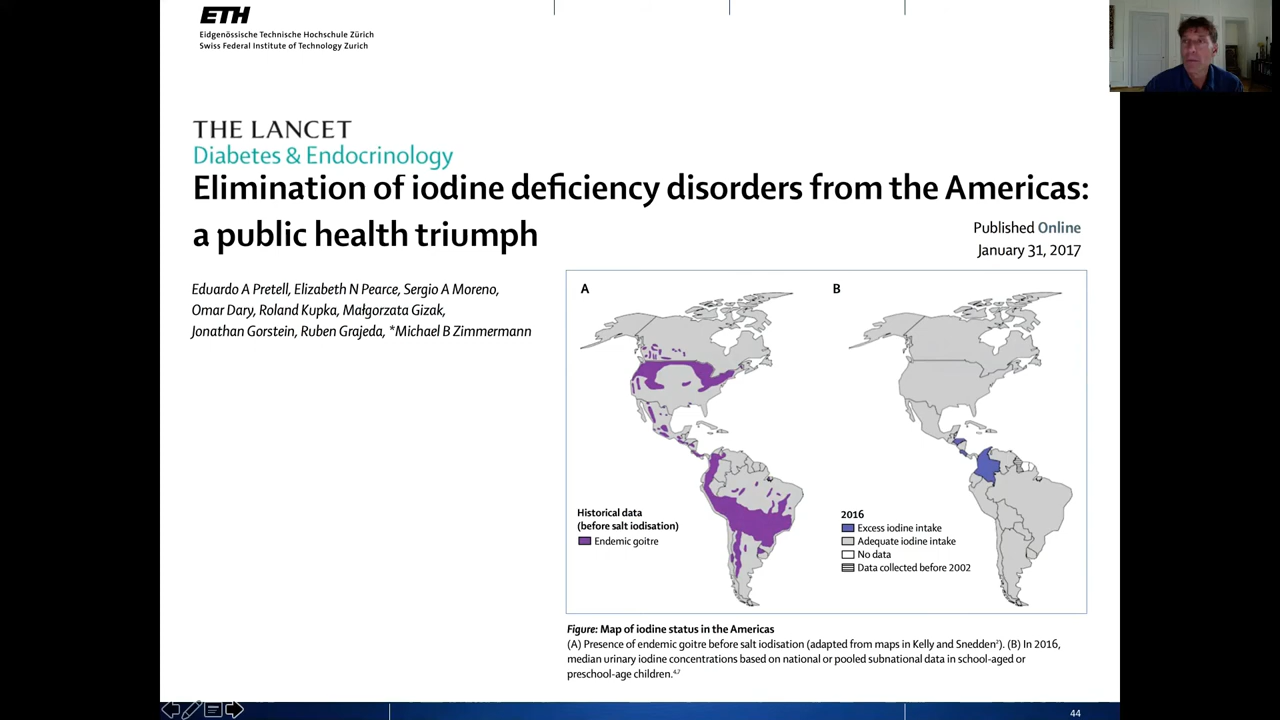 ETH
Eidgenössische Technische Hochschule Zürich
Swiss Federal Institute of Technology Zurich
THE LANCET
Diabetes & Endocrinology
Elimination of iodine deficiency disorders from the Americas:
a public health triumph
Published Online
January 31, 2017
Eduardo A Pretell, Elizabeth N Pearce, Sergio A Moreno,
Omar Dary, Roland Kupka, Małgorzata Gizak,
Jonathan Gorstein, Ruben Grajeda, *Michael B Zimmermann
A
Historical data
(before salt iodisation)
Endemic goitre
B
2016
Excess iodine intake
Adequate iodine intake
No data
Data collected before 2002
Figure: Map of iodine status in the Americas
(A) Presence of endemic goitre before salt iodisation (adapted from maps in Kelly and Snedden²). (B) In 2016,
median urinary iodine concentrations based on national or pooled subnational data in school-aged or
preschool-age children.⁴,⁷
44